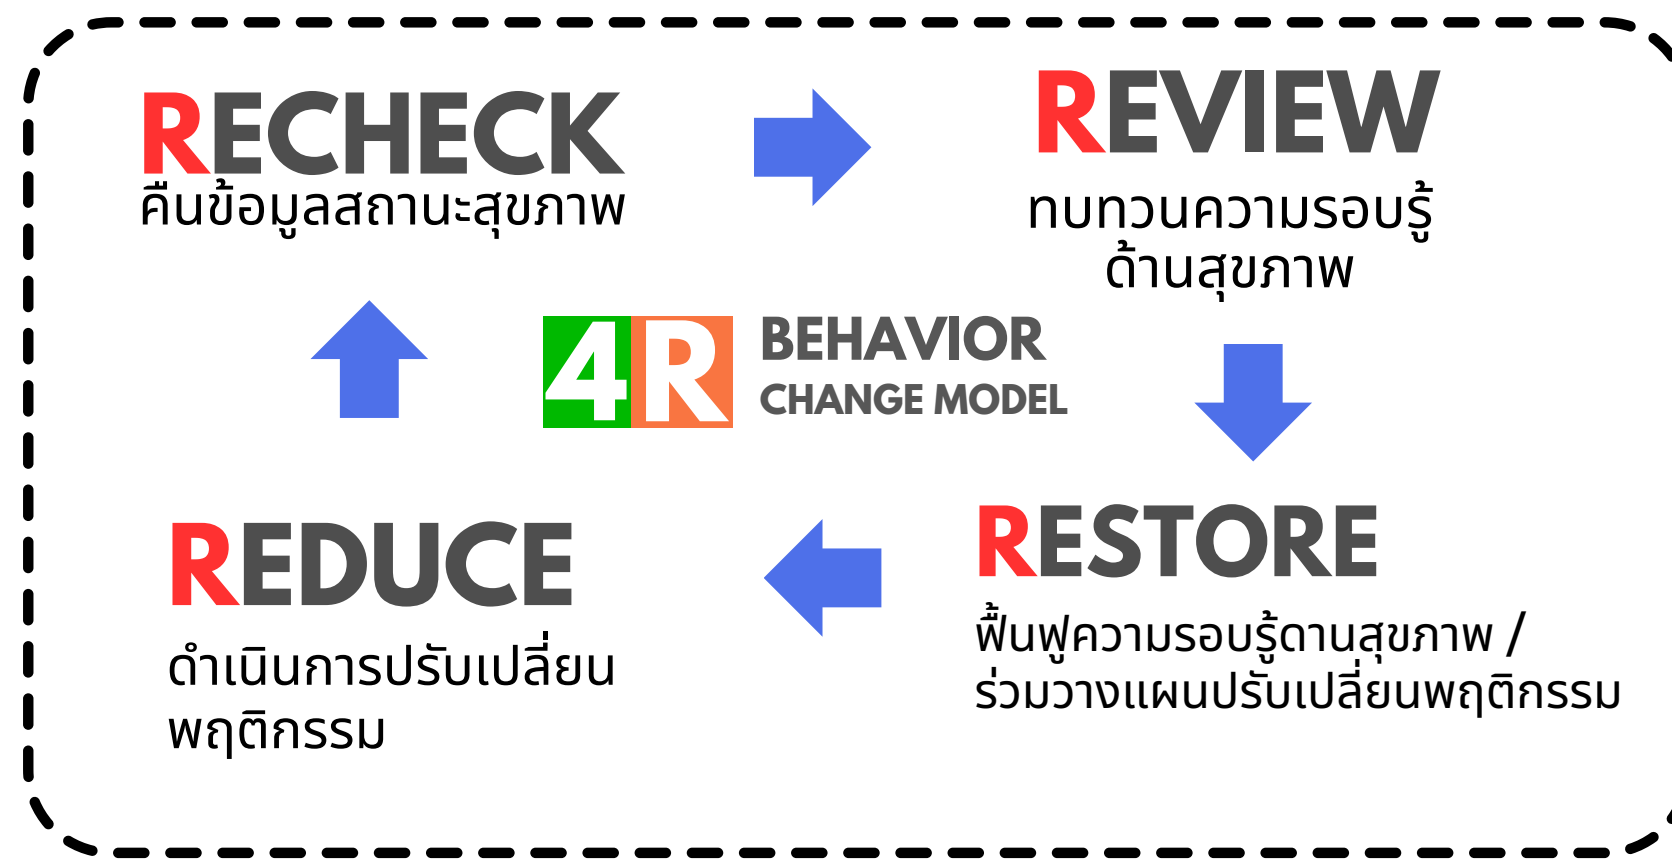 RECHECK
คืนข้อมูลสถานะสุขภาพ
REVIEW
ทบทวนความรอบรู้
ด้านสุขภาพ
4R BEHAVIOR
CHANGE MODEL
RESTORE
ฟื้นฟูความรอบรู้ดานสุขภาพ /
ร่วมวางแผนปรับเปลี่ยนพฤติกรรม
REDUCE
ดำเนินการปรับเปลี่ยน
พฤติกรรม